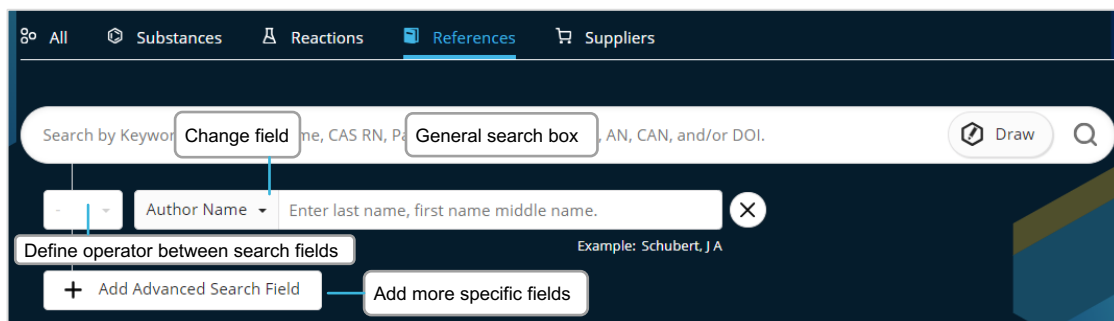 All Substances Reactions References Suppliers
Search by Keywor Change field me, CAS RN, Pa General search box , AN, CAN, and/or DOI. Draw
- Author Name Enter last name, first name middle name.
Define operator between search fields Example: Schubert, J A
Add Advanced Search Field Add more specific fields